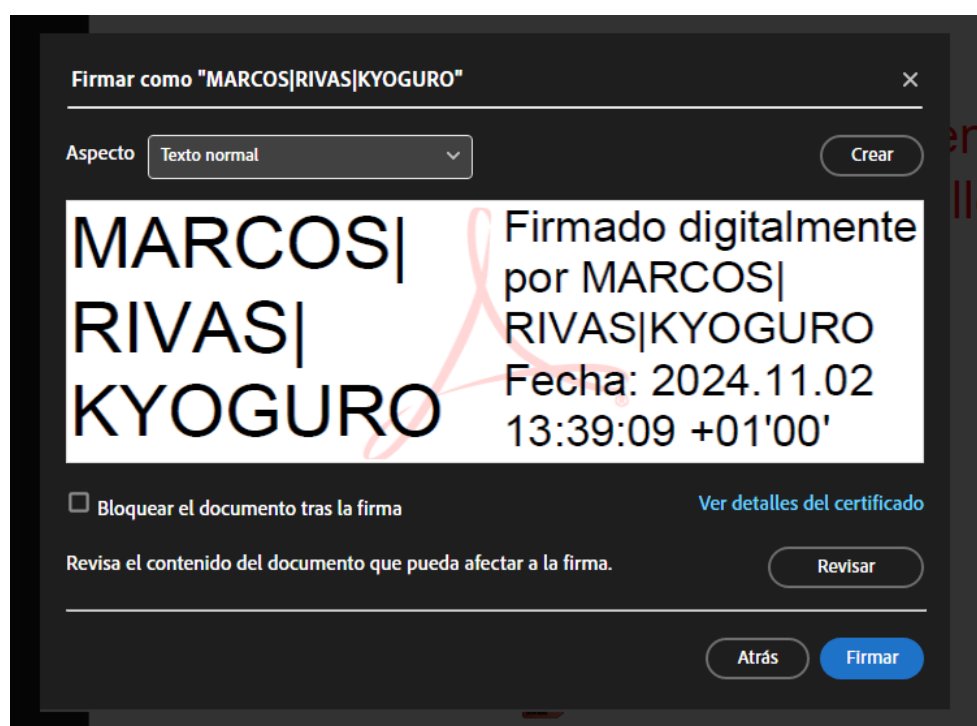 Firmar como "MARCOS|RIVAS|KYOGURO"
Aspecto
Texto normal
Crear
MARCOS|
RIVAS|
KYOGURO
Firmado digitalmente
por MARCOS|
RIVAS|KYOGURO
Fecha: 2024.11.02
13:39:09 +01'00'
Bloquear el documento tras la firma
Ver detalles del certificado
Revisa el contenido del documento que pueda afectar a la firma.
Revisar
Atrás
Firmar